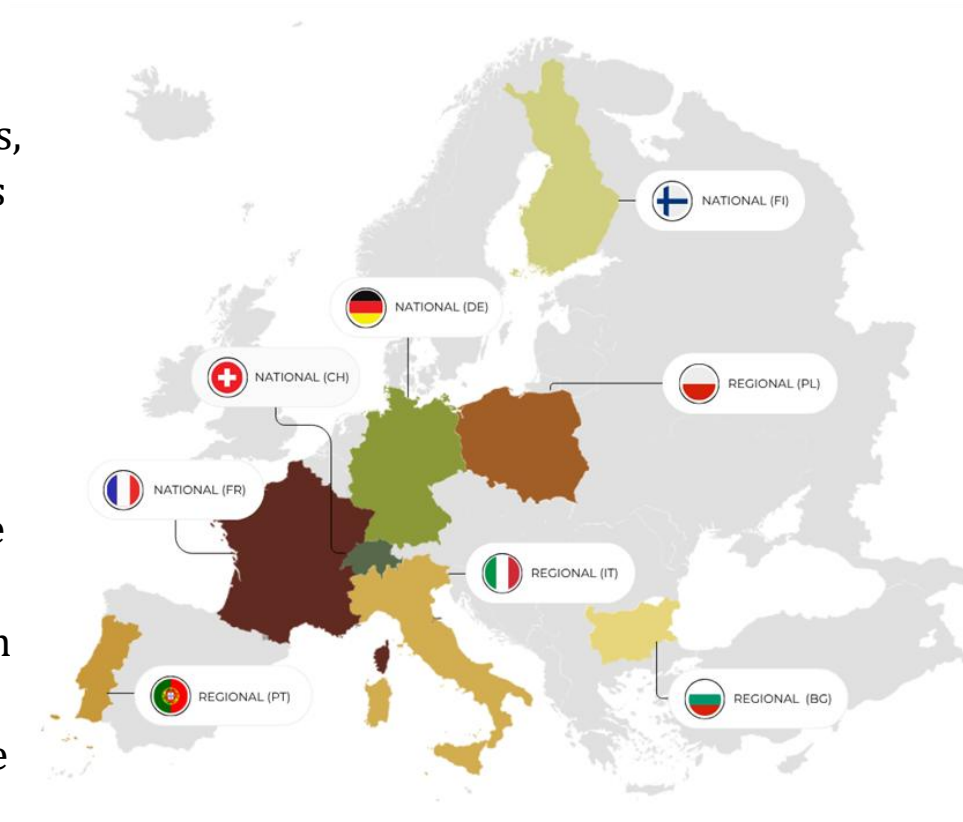 s,
s
NATIONAL (FI)
NATIONAL (DE)
NATIONAL (CH)
REGIONAL (PL)
NATIONAL (FR)
e
REGIONAL (IT)
n
REGIONAL (PT)
REGIONAL (BG)
e